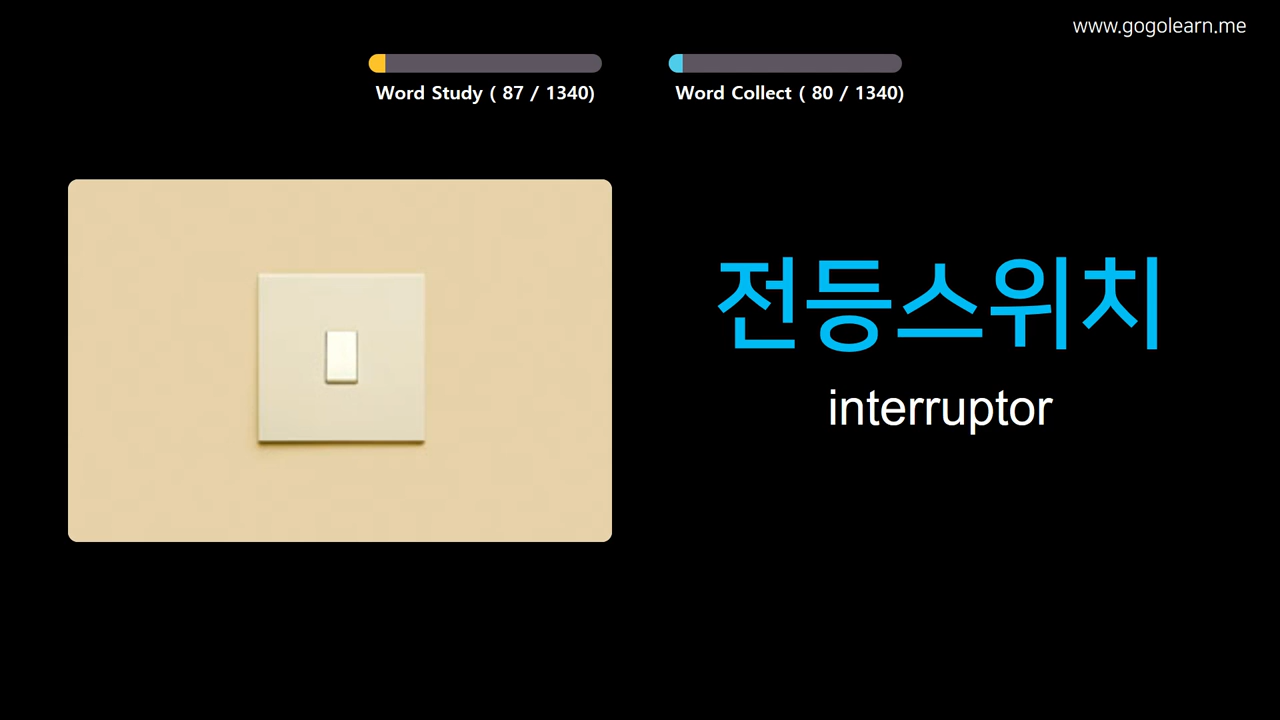 www.gogolearn.me
Word Study ( 87 / 1340)
Word Collect ( 80 / 1340)
전등스위치
interruptor